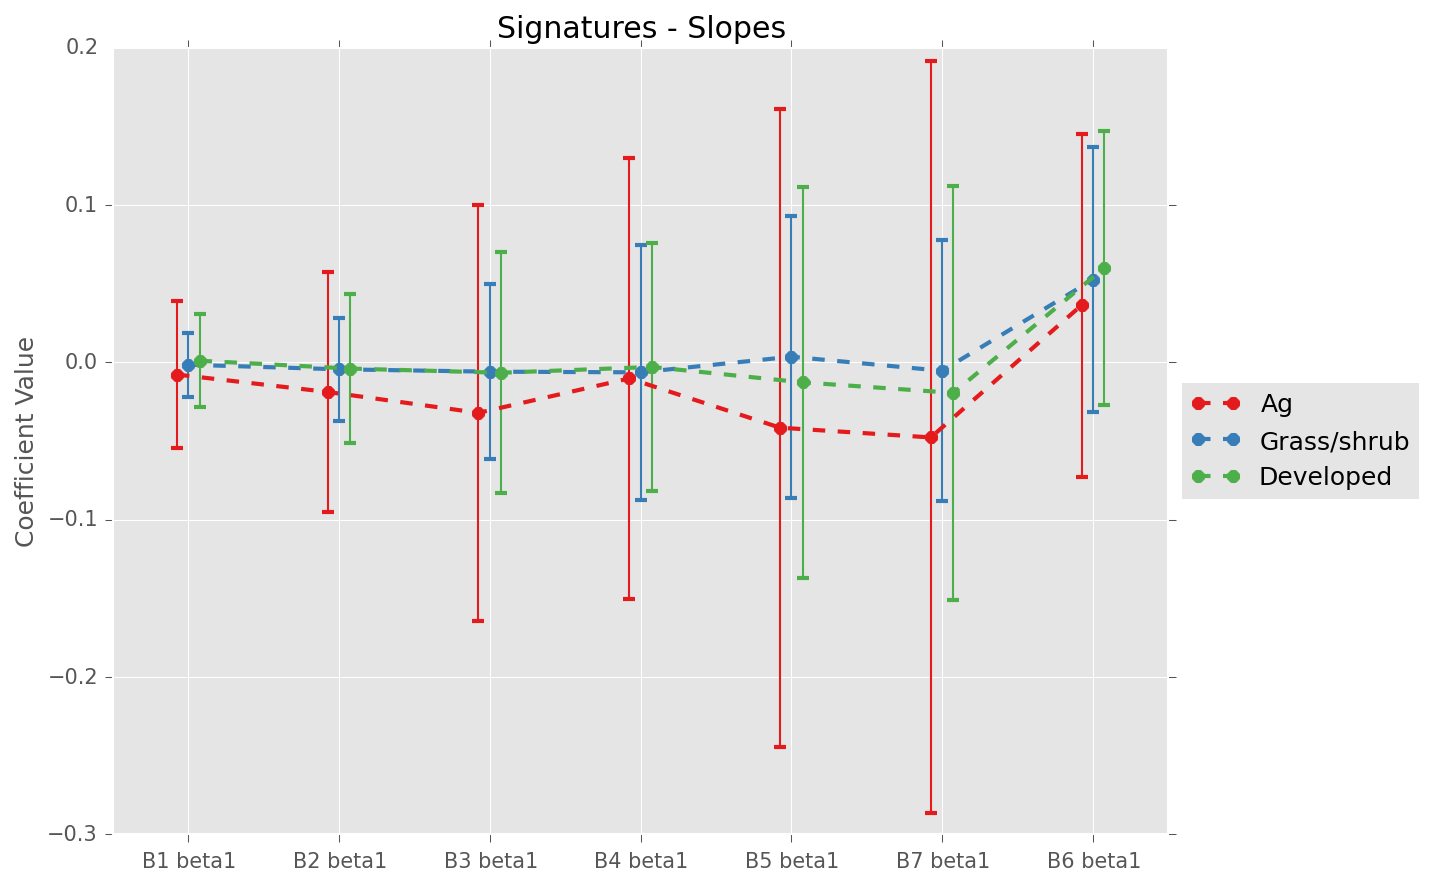 Signatures - Slopes
Coefficient Value
0.2
0.1
0.0
−0.1
−0.2
−0.3
B1 beta1 B2 beta1 B3 beta1 B4 beta1 B5 beta1 B7 beta1 B6 beta1
Ag
Grass/shrub
Developed